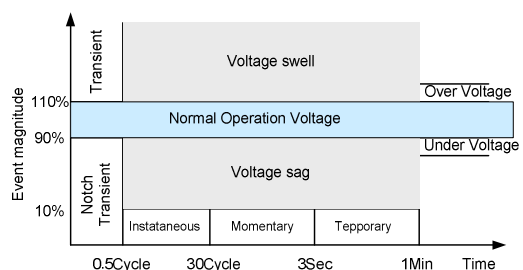 Event magnitude
Transient
Voltage swell
Over Voltage
110%
Normal Operation Voltage
90%
Under Voltage
Notch
Transient
Voltage sag
10%
Instataneous
Momentary
Tepporary
0.5Cycle
30Cycle
3Sec
1Min
Time